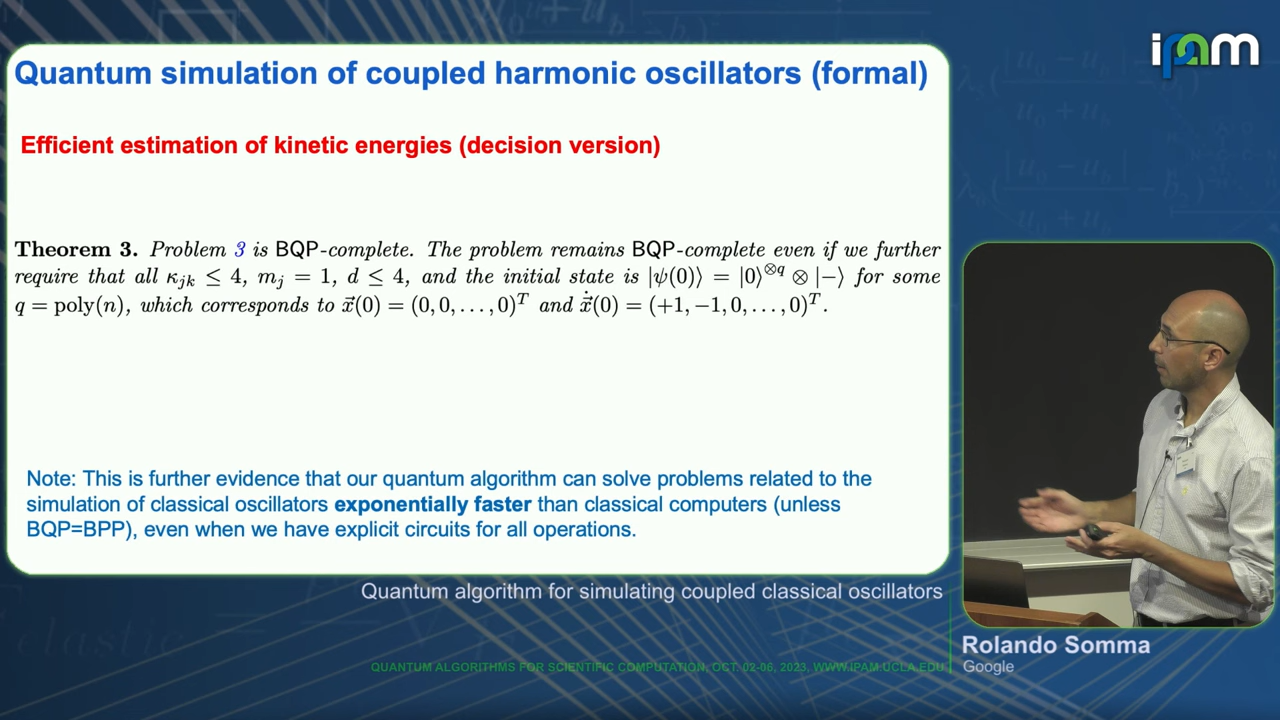 ipam
Quantum simulation of coupled harmonic oscillators (formal)
Efficient estimation of kinetic energies (decision version)
Theorem 3. Problem 3 is BQP-complete. The problem remains BQP-complete even if we further
require that all κ_{jk} ≤ 4, m_j = 1, d ≤ 4, and the initial state is |ψ(0)⟩ = |0⟩^{⊗q} ⊗ |−⟩ for some
q = poly(n), which corresponds to x⃗(0) = (0, 0, . . . , 0)^T and ẋ⃗(0) = (+1, −1, 0, . . . , 0)^T.
Note: This is further evidence that our quantum algorithm can solve problems related to the
simulation of classical oscillators exponentially faster than classical computers (unless
BQP=BPP), even when we have explicit circuits for all operations.
Quantum algorithm for simulating coupled classical oscillators
Rolando Somma
Google
QUANTUM ALGORITHMS FOR SCIENTIFIC COMPUTATION, OCT. 02-06, 2023, WWW.IPAM.UCLA.EDU
elastic